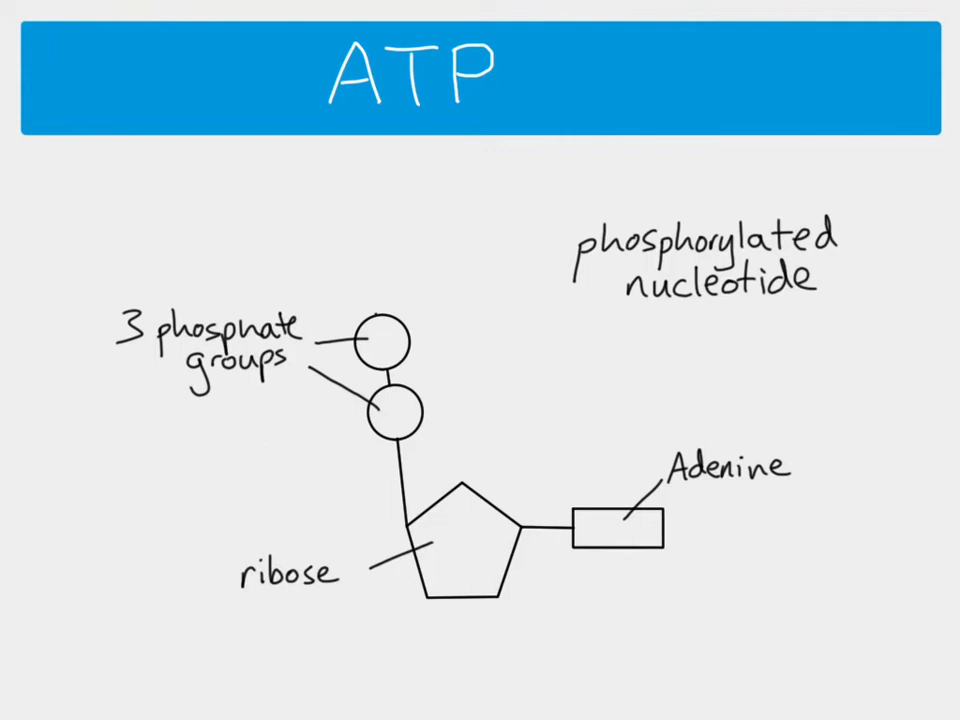 ATP
phosphorylated
nucleotide
3 phosphate
groups
Adenine
ribose